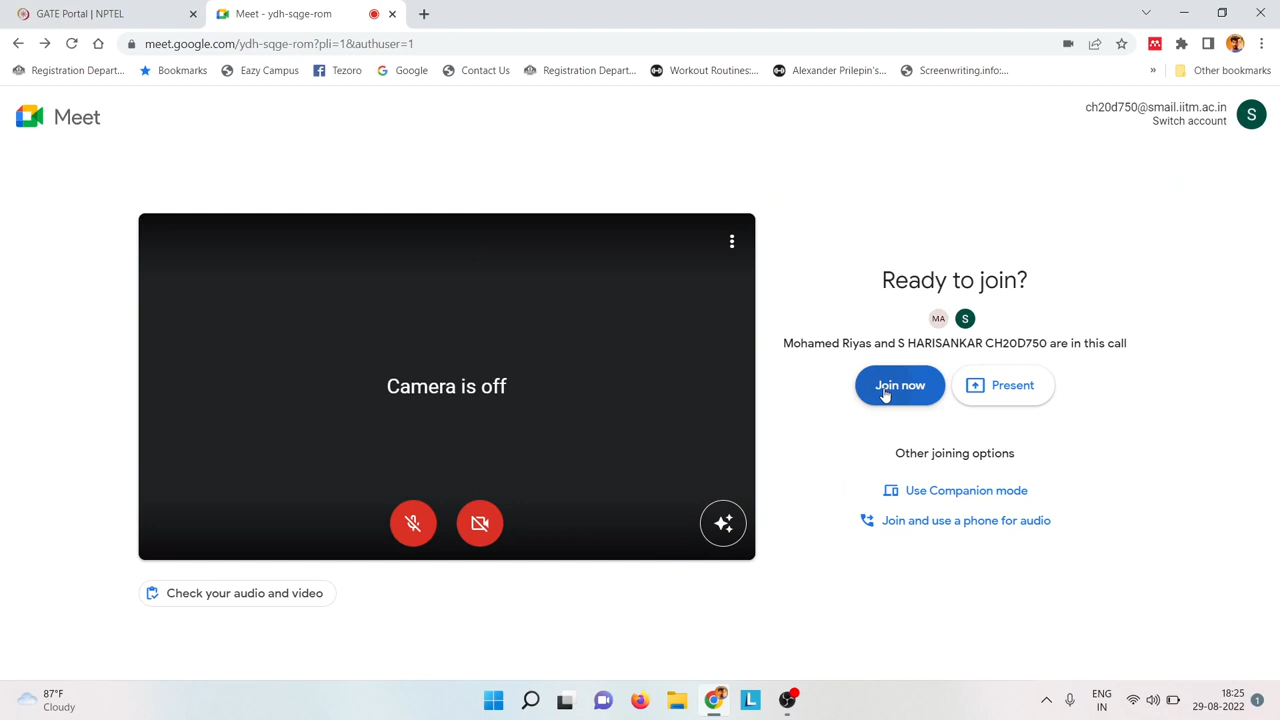 GATE Portal | NPTEL
Meet - ydh-sqge-rom
meet.google.com/ydh-sqge-rom?pli=1&authuser=1
Registration Depart...
Bookmarks
Eazy Campus
Tezoro
Google
Contact Us
Registration Depart...
Workout Routines:...
Alexander Prilepin's...
Screenwriting.info:...
»
Other bookmarks
Meet
ch20d750@smail.iitm.ac.in
Switch account
S
Camera is off
Ready to join?
MA S
Mohamed Riyas and S HARISANKAR CH20D750 are in this call
Join now
Present
Other joining options
Use Companion mode
Join and use a phone for audio
Check your audio and video
87°F
Cloudy
L
ENG
IN
18:25
29-08-2022
1